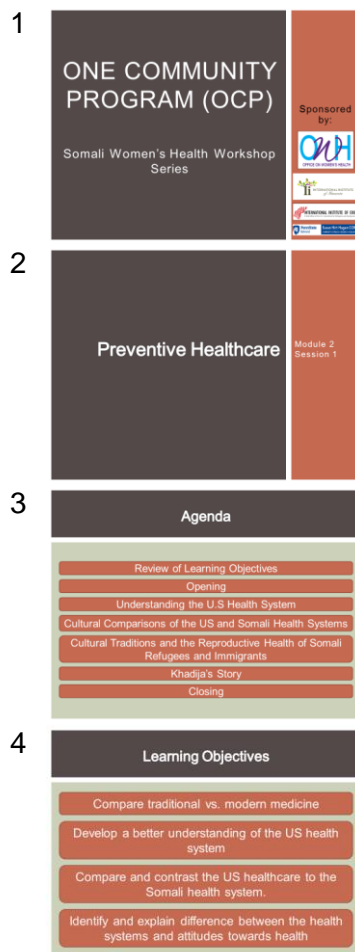 1
ONE COMMUNITY
PROGRAM (OCP)
Somali Women's Health Workshop
Series
Sponsored
by:
OWH
OFFICE ON WOMEN'S HEALTH
INTERNATIONAL INSTITUTE
2
Preventive Healthcare
Module 2
Session 1
3
Agenda
Review of Learning Objectives
Opening
Understanding the U.S Health System
Cultural Comparisons of the US and Somali Health Systems
Cultural Traditions and the Reproductive Health of Somali
Refugees and Immigrants
Khadija's Story
Closing
4
Learning Objectives
Compare traditional vs. modern medicine
Develop a better understanding of the US health
system
Compare and contrast the US healthcare to the
Somali health system.
Identify and explain difference between the health
systems and attitudes towards health